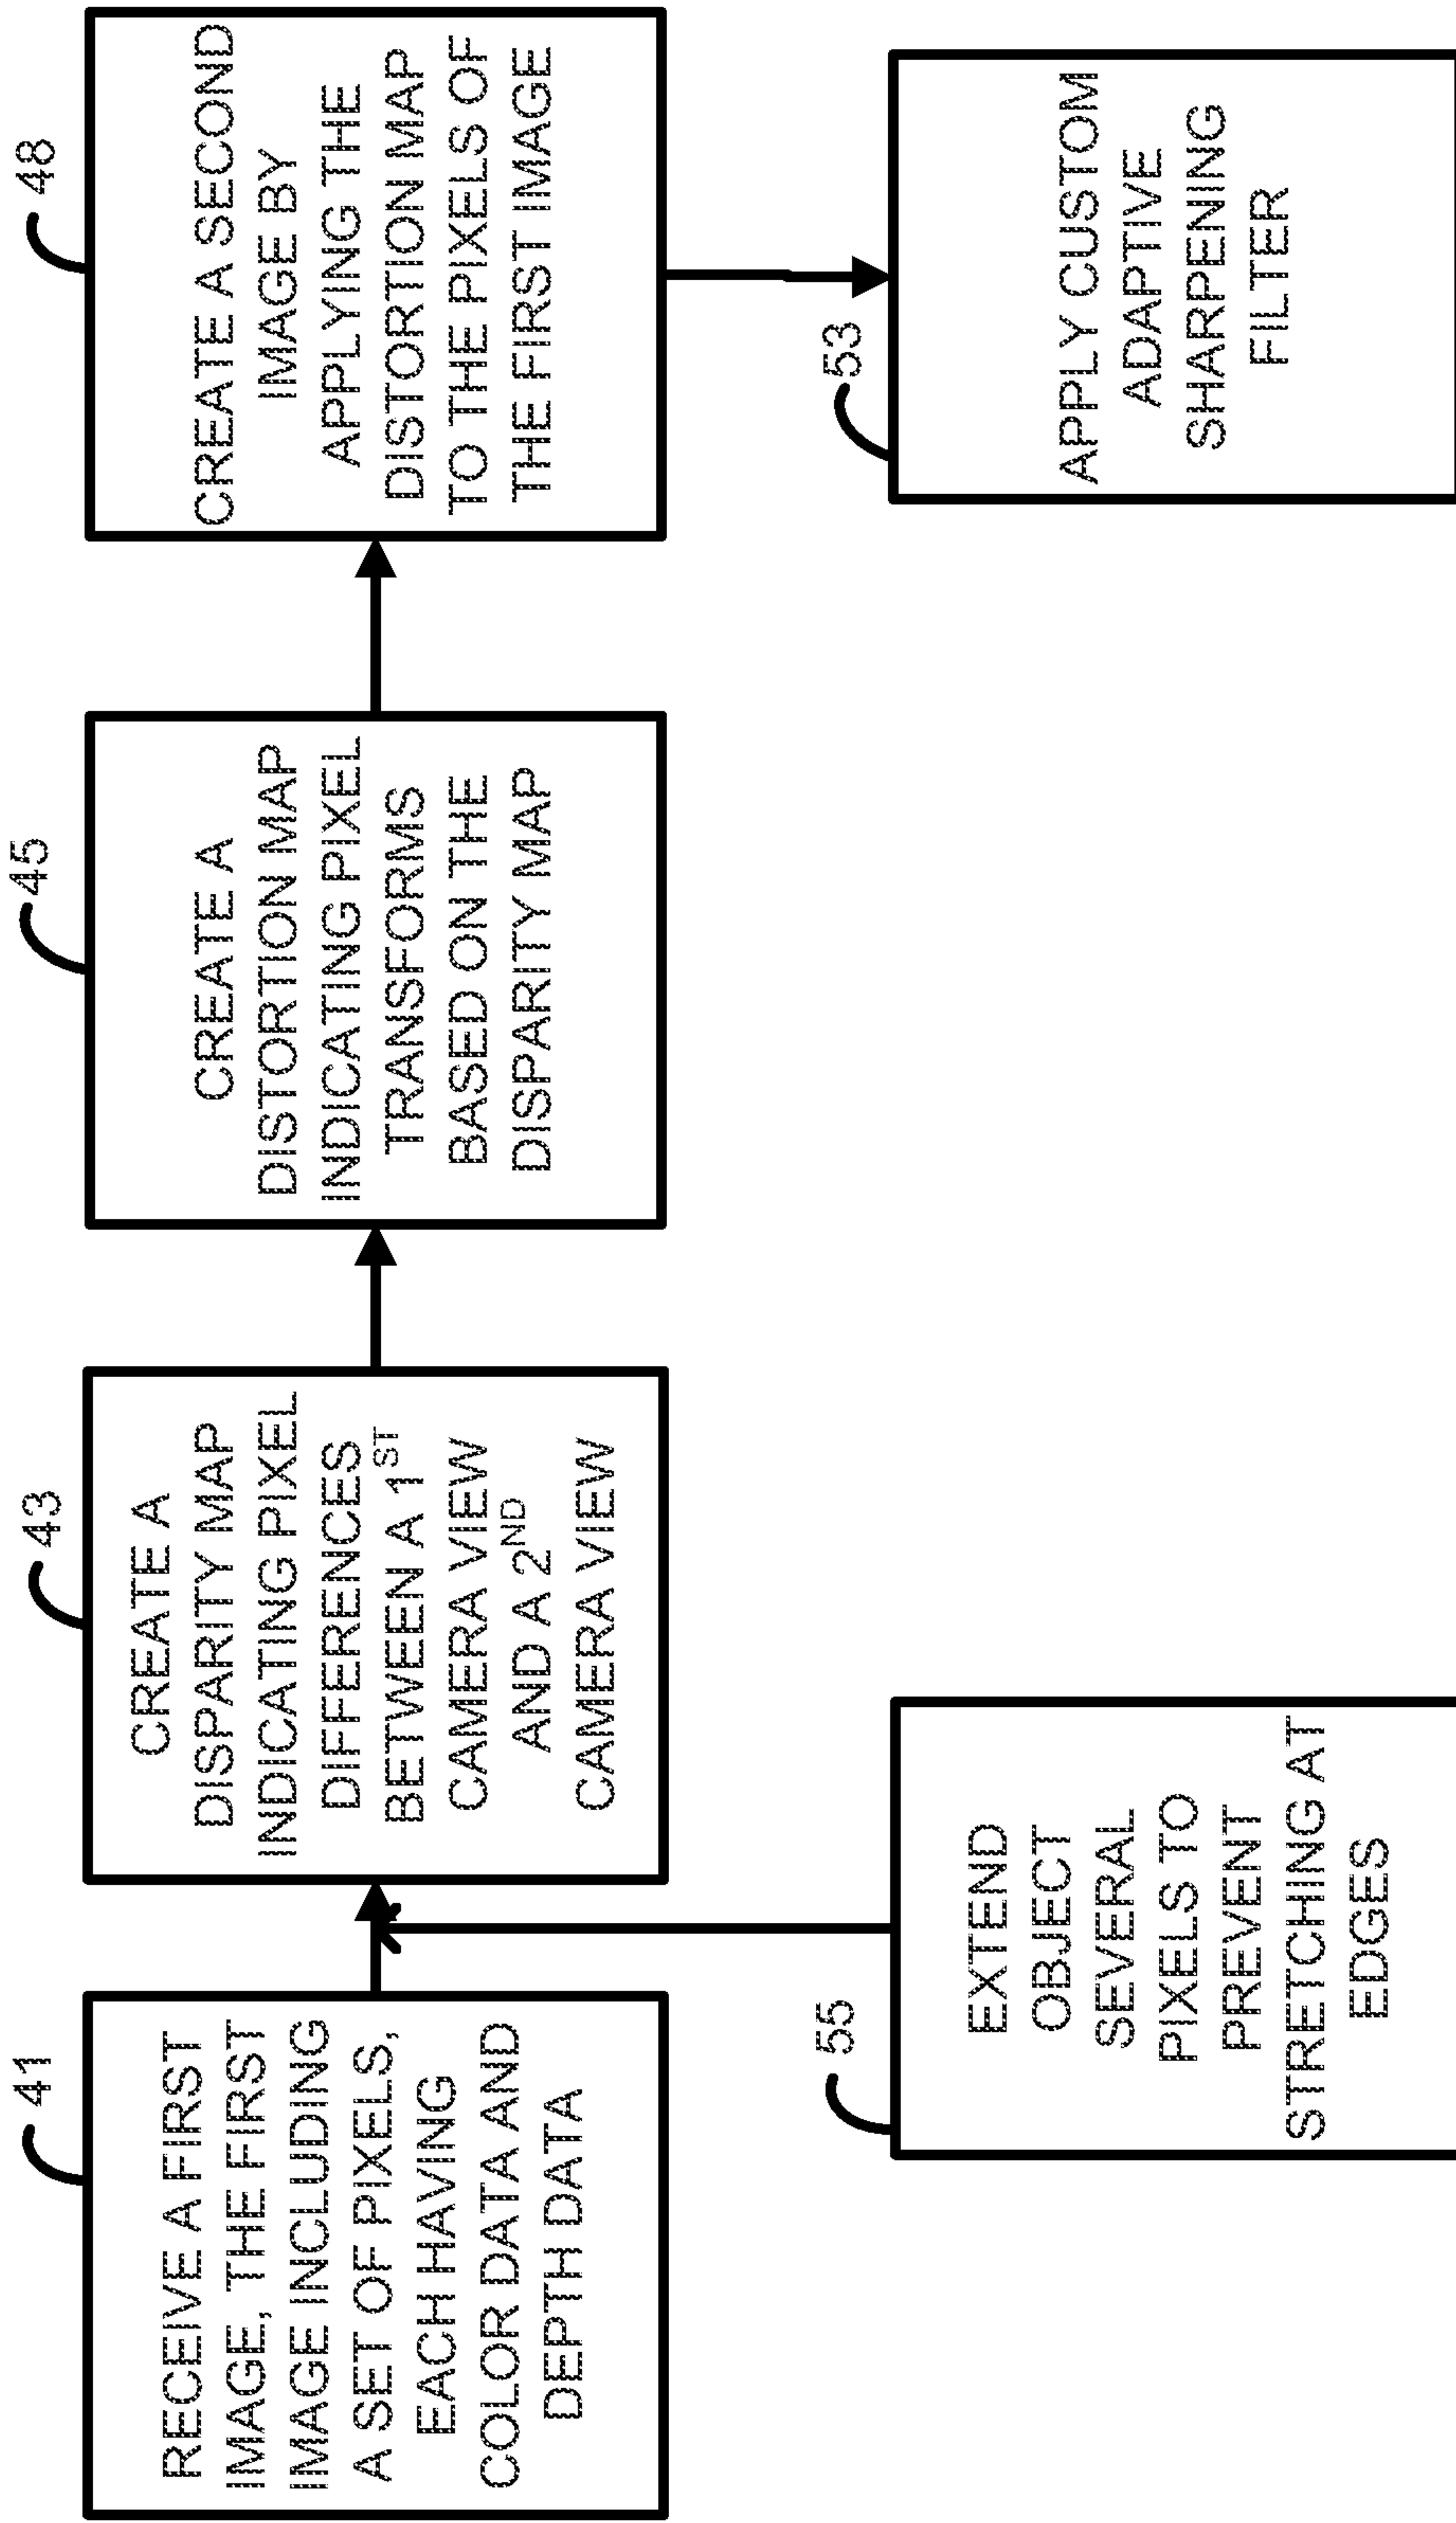 41
RECEIVE A FIRST
IMAGE, THE FIRST
IMAGE INCLUDING
A SET OF PIXELS,
EACH HAVING
COLOR DATA AND
DEPTH DATA
43
CREATE A
DISPARITY MAP
INDICATING PIXEL
DIFFERENCES
BETWEEN A 1ST
CAMERA VIEW
AND A 2ND
CAMERA VIEW
45
CREATE A
DISTORTION MAP
INDICATING PIXEL
TRANSFORMS
BASED ON THE
DISPARITY MAP
48
CREATE A SECOND
IMAGE BY
APPLYING THE
DISTORTION MAP
TO THE PIXELS OF
THE FIRST IMAGE
55
EXTEND
OBJECT
SEVERAL
PIXELS TO
PREVENT
STRETCHING AT
EDGES
53
APPLY CUSTOM
ADAPTIVE
SHARPENING
FILTER